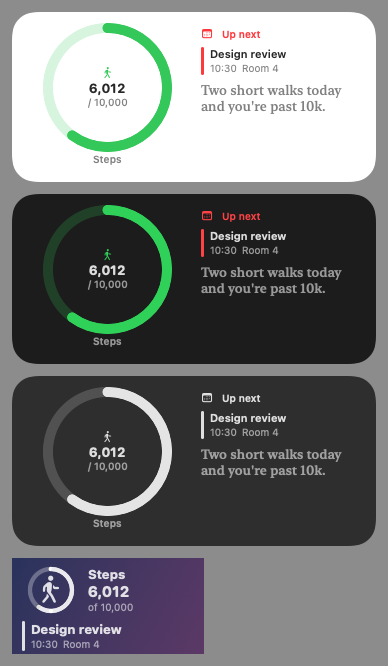 6,012
/ 10,000
Steps
Up next
Design review
10:30 Room 4
Two short walks today
and you're past 10k.
6,012
/ 10,000
Steps
Up next
Design review
10:30 Room 4
Two short walks today
and you're past 10k.
6,012
/ 10,000
Steps
Up next
Design review
10:30 Room 4
Two short walks today
and you're past 10k.
Steps
6,012
of 10,000
Design review
10:30 Room 4